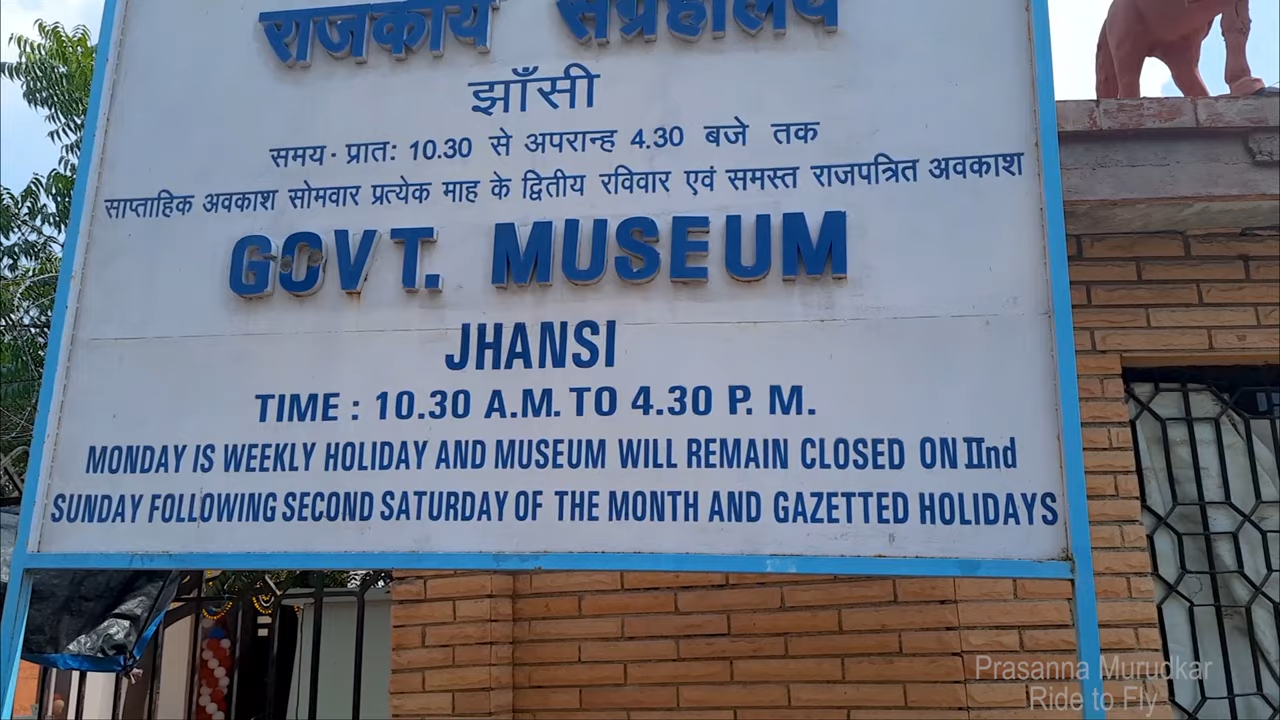 राजकीय संग्रहालय
झाँसी
समय - प्रात: 10.30 से अपरान्ह 4.30 बजे तक
साप्ताहिक अवकाश सोमवार प्रत्येक माह के द्वितीय रविवार एवं समस्त राजपत्रित अवकाश
GOVT. MUSEUM
JHANSI
TIME : 10.30 A.M. TO 4.30 P. M.
MONDAY IS WEEKLY HOLIDAY AND MUSEUM WILL REMAIN CLOSED ON IInd
SUNDAY FOLLOWING SECOND SATURDAY OF THE MONTH AND GAZETTED HOLIDAYS
Prasanna Murudkar
Ride to Fly